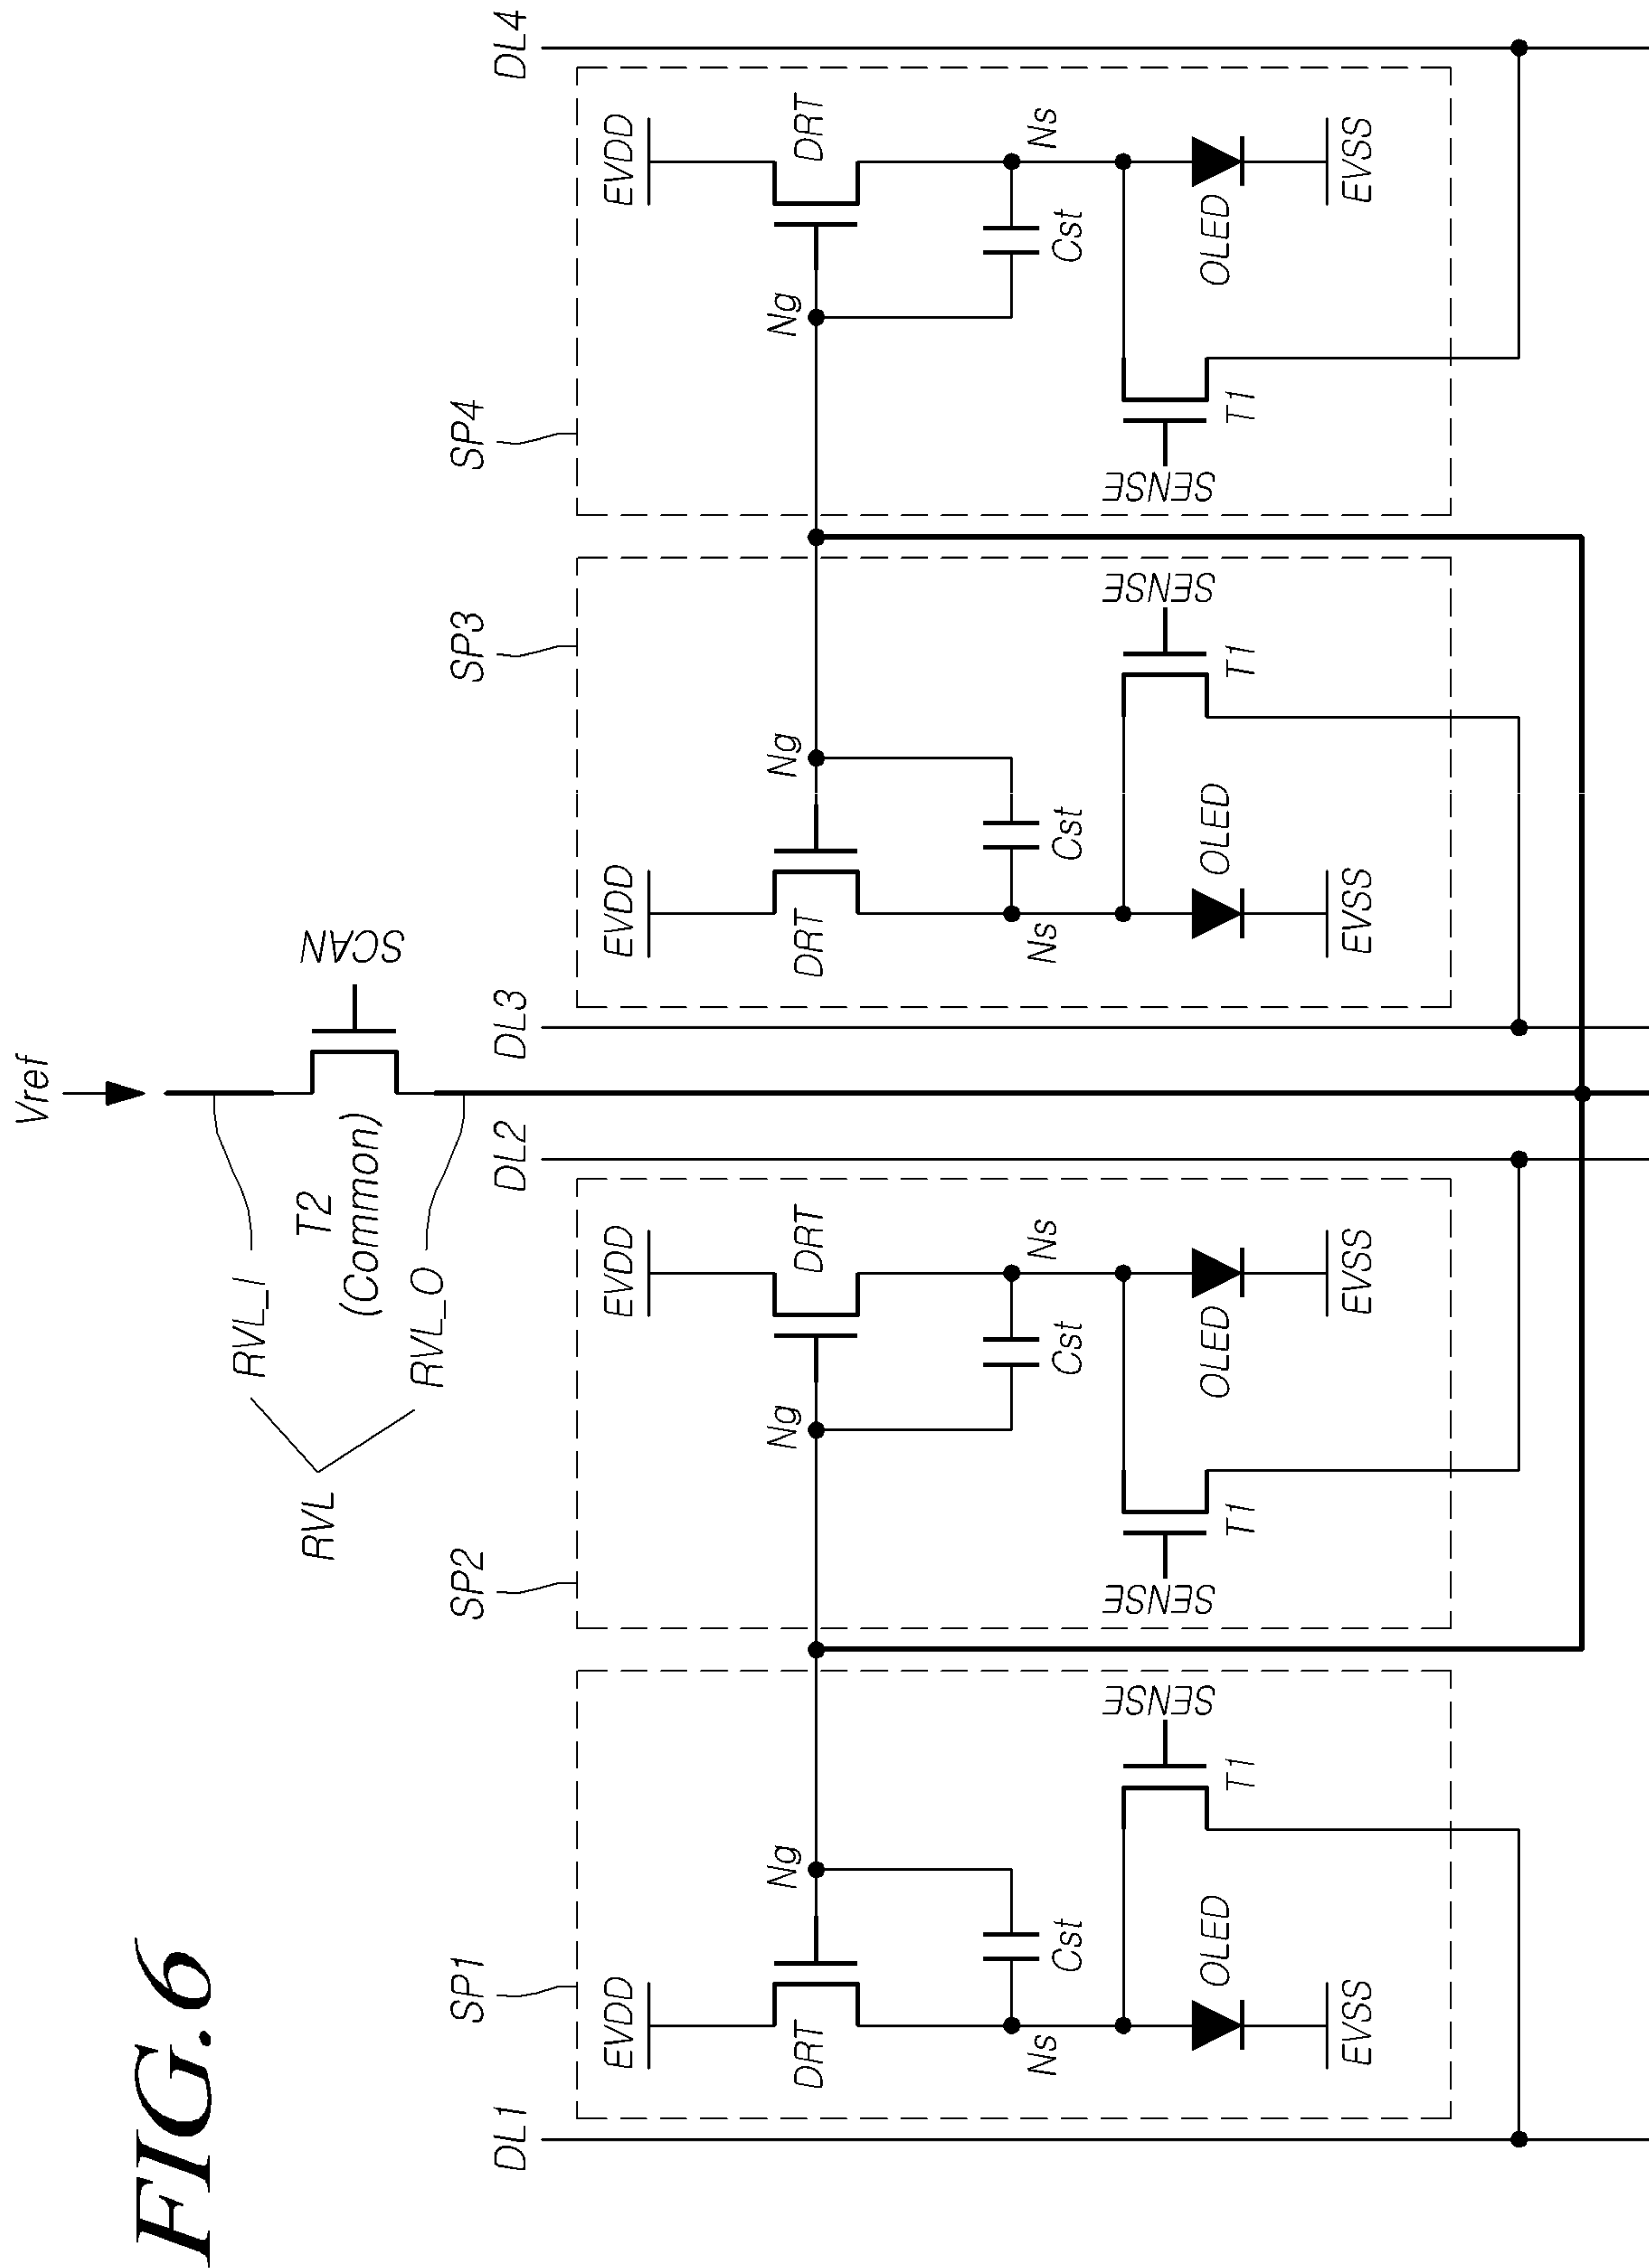 FIG.6
Vref
SCAN
T2
(Common)
RVL_I
RVL_O
RVL
DL1
SP1
EVDD
DRT
Ng
Ns
Cst
SENSE
T1
OLED
EVSS
SP2
DL2
EVDD
DRT
Ng
Ns
Cst
SENSE
T1
OLED
EVSS
DL3
SP3
EVDD
DRT
Ng
Ns
Cst
SENSE
T1
OLED
EVSS
SP4
DL4
EVDD
DRT
Ng
Ns
Cst
SENSE
T1
OLED
EVSS